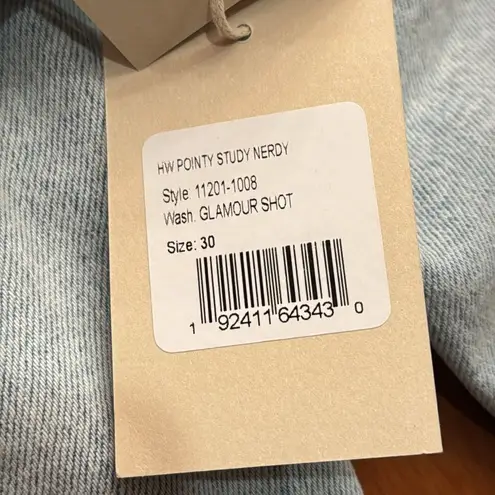 HW POINTY STUDY NERDY
Style. 11201-1008
Wash. GLAMOUR SHOT
Size: 30
1 92411 64343 0